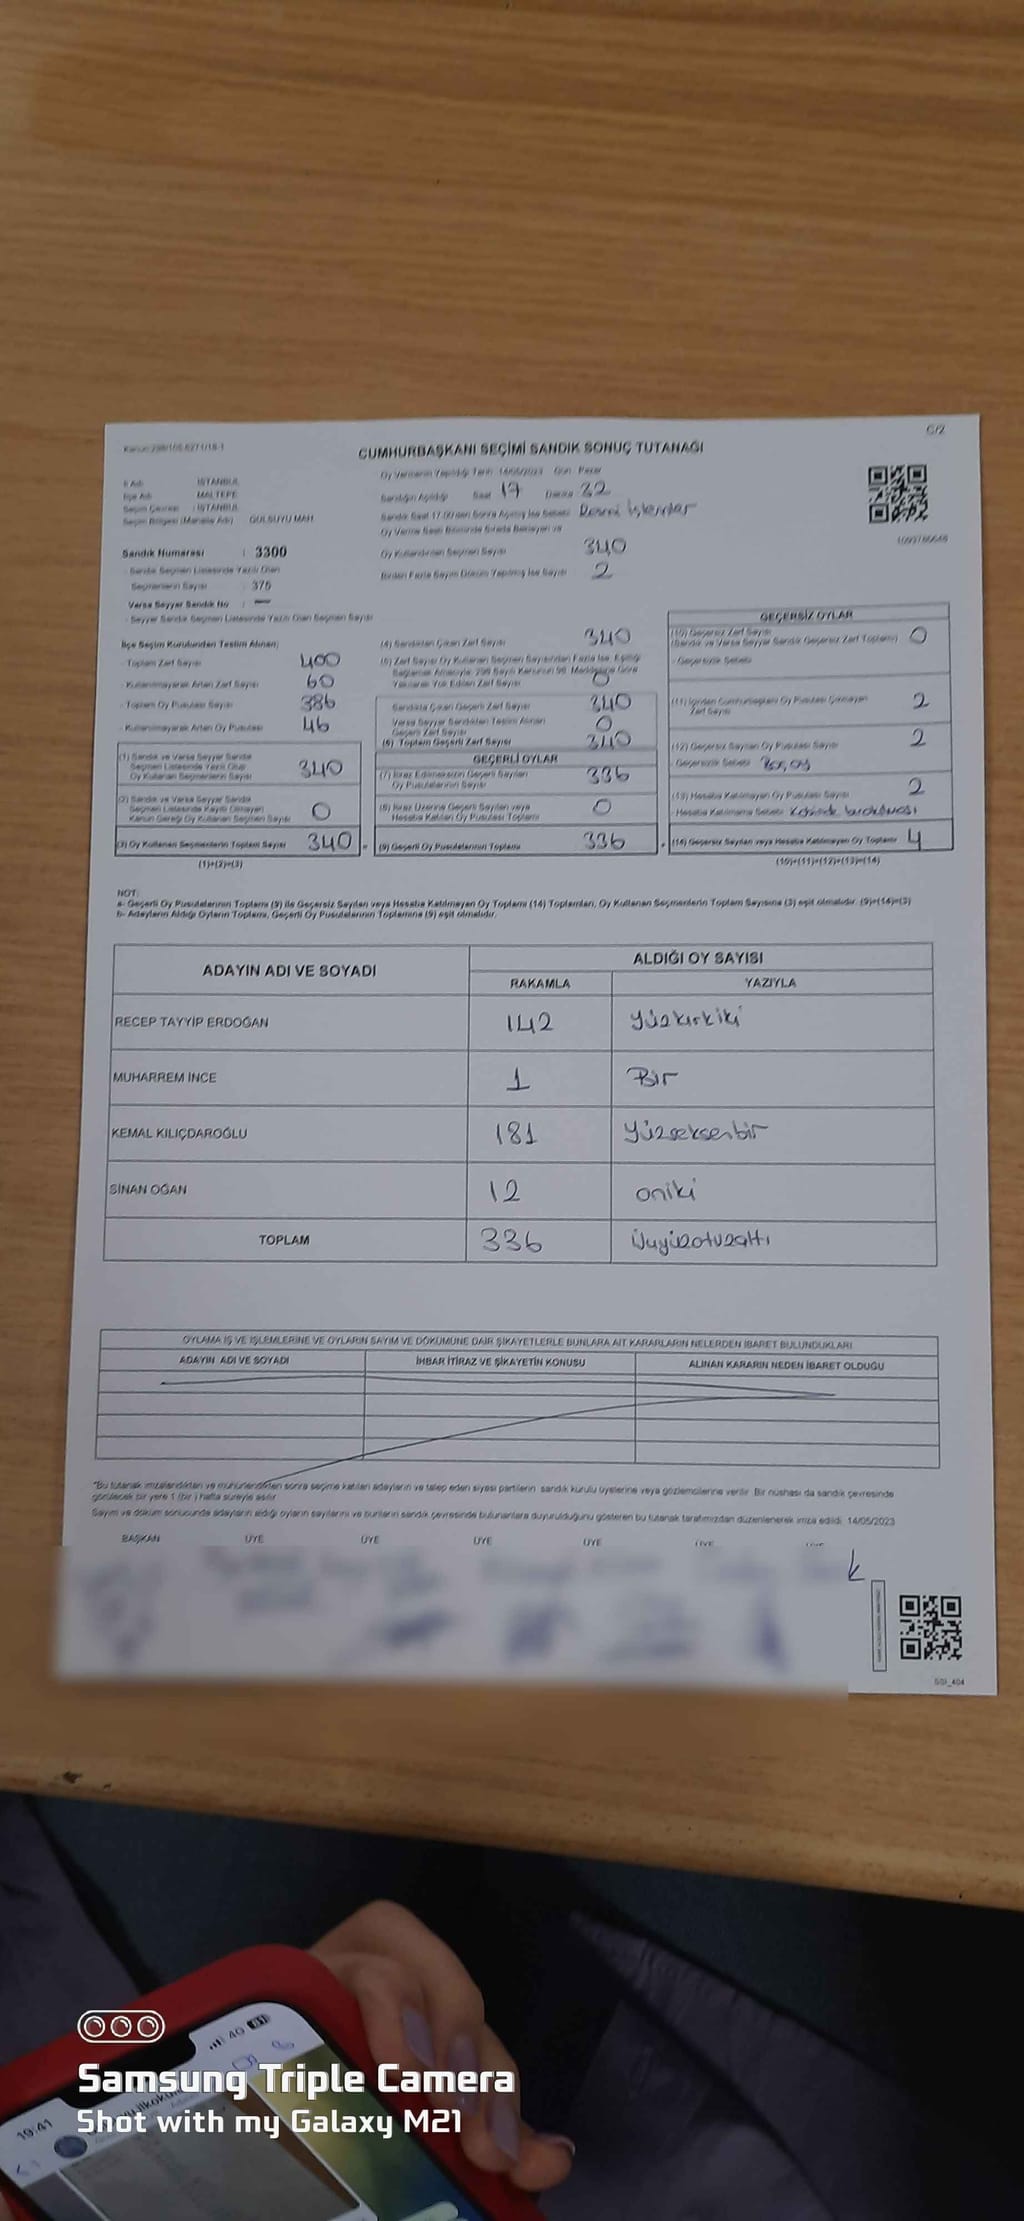 C/2
CUMHURBAŞKANI SEÇİMİ SANDIK SONUÇ TUTANAĞI
İl Adı : İSTANBUL
İlçe Adı : MALTEPE
Seçim Çevresi : İSTANBUL
Seçim Bölgesi (Mahalle Adı) : GÜLSUYU MAH.
Sandık Numarası : 3300
Sandık Seçmen Listesinde Yazılı Olan
Seçmenlerin Sayısı : 375
Varsa Seyyar Sandık No : —
- Seyyar Sandık Seçmen Listesinde Yazılı Olan Seçmen Sayısı
Oy Vermenin Yapıldığı Tarih: 14/05/2023 Gün: Pazar
Sandığın Açıldığı Saat 17 Dakika 32
Sandık Saat 17:00'den Sonra Açılmış İse Sebebi: Resmi İşlemler
Oy Verme Saati Bitiminde Sırada Bekleyen ve
Oy Kullandırılan Seçmen Sayısı 340
Birden Fazla Sayım Döküm Yapılmış İse Sayısı 2
İlçe Seçim Kurulundan Teslim Alınan;
- Toplam Zarf Sayısı 400
- Kullanılmayarak Artan Zarf Sayısı 60
- Toplam Oy Pusulası Sayısı 386
- Kullanılmayarak Artan Oy Pusulası 46
(1) Sandık ve Varsa Seyyar Sandık
Seçmen Listesinde Yazılı Olup
Oy Kullanan Seçmenlerin Sayısı 340
(2) Sandık ve Varsa Seyyar Sandık
Seçmen Listesinde Kayıtlı Olmayan
Kanun Gereği Oy Kullanan Seçmen Sayısı 0
(3) Oy Kullanan Seçmenlerin Toplam Sayısı 340
(1)+(2)=(3)
(4) Sandıktan Çıkan Zarf Sayısı 340
(5) Zarf Sayısı Oy Kullanan Seçmen Sayısından Fazla İse, Eşitliği
Sağlamak Amacıyla; 298 Sayılı Kanunun 98. Maddesine Göre
Yakılarak Yok Edilen Zarf Sayısı 0
Sandıkta Çıkan Geçerli Zarf Sayısı 340
Varsa Seyyar Sandıktan Teslim Alınan
Geçerli Zarf Sayısı 0
(6) Toplam Geçerli Zarf Sayısı 340
GEÇERLİ OYLAR
(7) İtiraz Edilmeksizin Geçerli Sayılan
Oy Pusulalarının Sayısı 336
(8) İtiraz Üzerine Geçerli Sayılan veya
Hesaba Katılan Oy Pusulası Toplamı 0
(9) Geçerli Oy Pusulalarının Toplamı 336
GEÇERSİZ OYLAR
(10) Geçersiz Zarf Sayısı
(Sandık ve Varsa Seyyar Sandık Geçersiz Zarf Toplamı) 0
- Geçersizlik Sebebi
(11) İçinden Cumhurbaşkanı Oy Pusulası Çıkmayan
Zarf Sayısı 2
(12) Geçersiz Sayılan Oy Pusulası Sayısı 2
- Geçersizlik Sebebi Boş oy
(13) Hesaba Katılmayan Oy Pusulası Sayısı 2
- Hesaba Katılmama Sebebi
(14) Geçersiz Sayılan veya Hesaba Katılmayan Oy Toplamı 4
(10)+(11)+(12)+(13)=(14)
NOT:
a- Geçerli Oy Pusulalarının Toplamı (9) ile Geçersiz Sayılan veya Hesaba Katılmayan Oy Toplamı (14) Toplamları, Oy Kullanan Seçmenlerin Toplam Sayısına (3) eşit olmalıdır. (9)+(14)=(3)
b- Adayların Aldığı Oyların Toplamı, Geçerli Oy Pusulalarının Toplamına (9) eşit olmalıdır.
ADAYIN ADI VE SOYADI ALDIĞI OY SAYISI
RAKAMLA YAZIYLA
RECEP TAYYİP ERDOĞAN 142 Yüzkırkiki
MUHARREM İNCE 1 Bir
KEMAL KILIÇDAROĞLU 181 Yüzseksenbir
SİNAN OĞAN 12 oniki
TOPLAM 336 Üçyüzotuzaltı
OYLAMA İŞ VE İŞLEMLERİNE VE OYLARIN SAYIM VE DÖKÜMÜNE DAİR ŞİKAYETLERLE BUNLARA AİT KARARLARIN NELERDEN İBARET BULUNDUKLARI
ADAYIN ADI VE SOYADI İHBAR İTİRAZ VE ŞİKAYETİN KONUSU ALINAN KARARIN NEDEN İBARET OLDUĞU
*Bu tutanak imzalandıktan ve mühürlendikten sonra seçime katılan adayların ve talep eden siyasi partilerin sandık kurulu üyelerine veya gözlemcilerine verilir. Bir nüshası da sandık çevresinde
görülecek bir yere 1 (bir) hafta süreyle asılır.
Sayım ve döküm sonucunda adayların aldığı oyların sayılarını ve bunların sandık çevresinde bulunanlara duyurulduğunu gösteren bu tutanak tarafımızdan düzenlenerek imza edildi. 14/05/2023
BAŞKAN ÜYE ÜYE ÜYE ÜYE ÜYE
19:41
4G 81
Samsung Triple Camera
Shot with my Galaxy M21